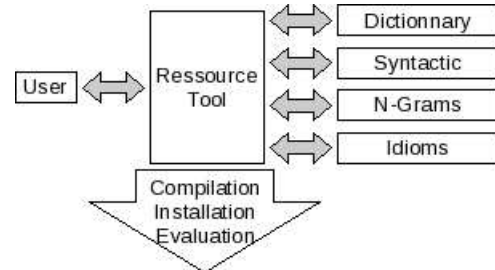 User
Ressource
Tool
Dictionnary
Syntactic
N-Grams
Idioms
Compilation
Installation
Evaluation